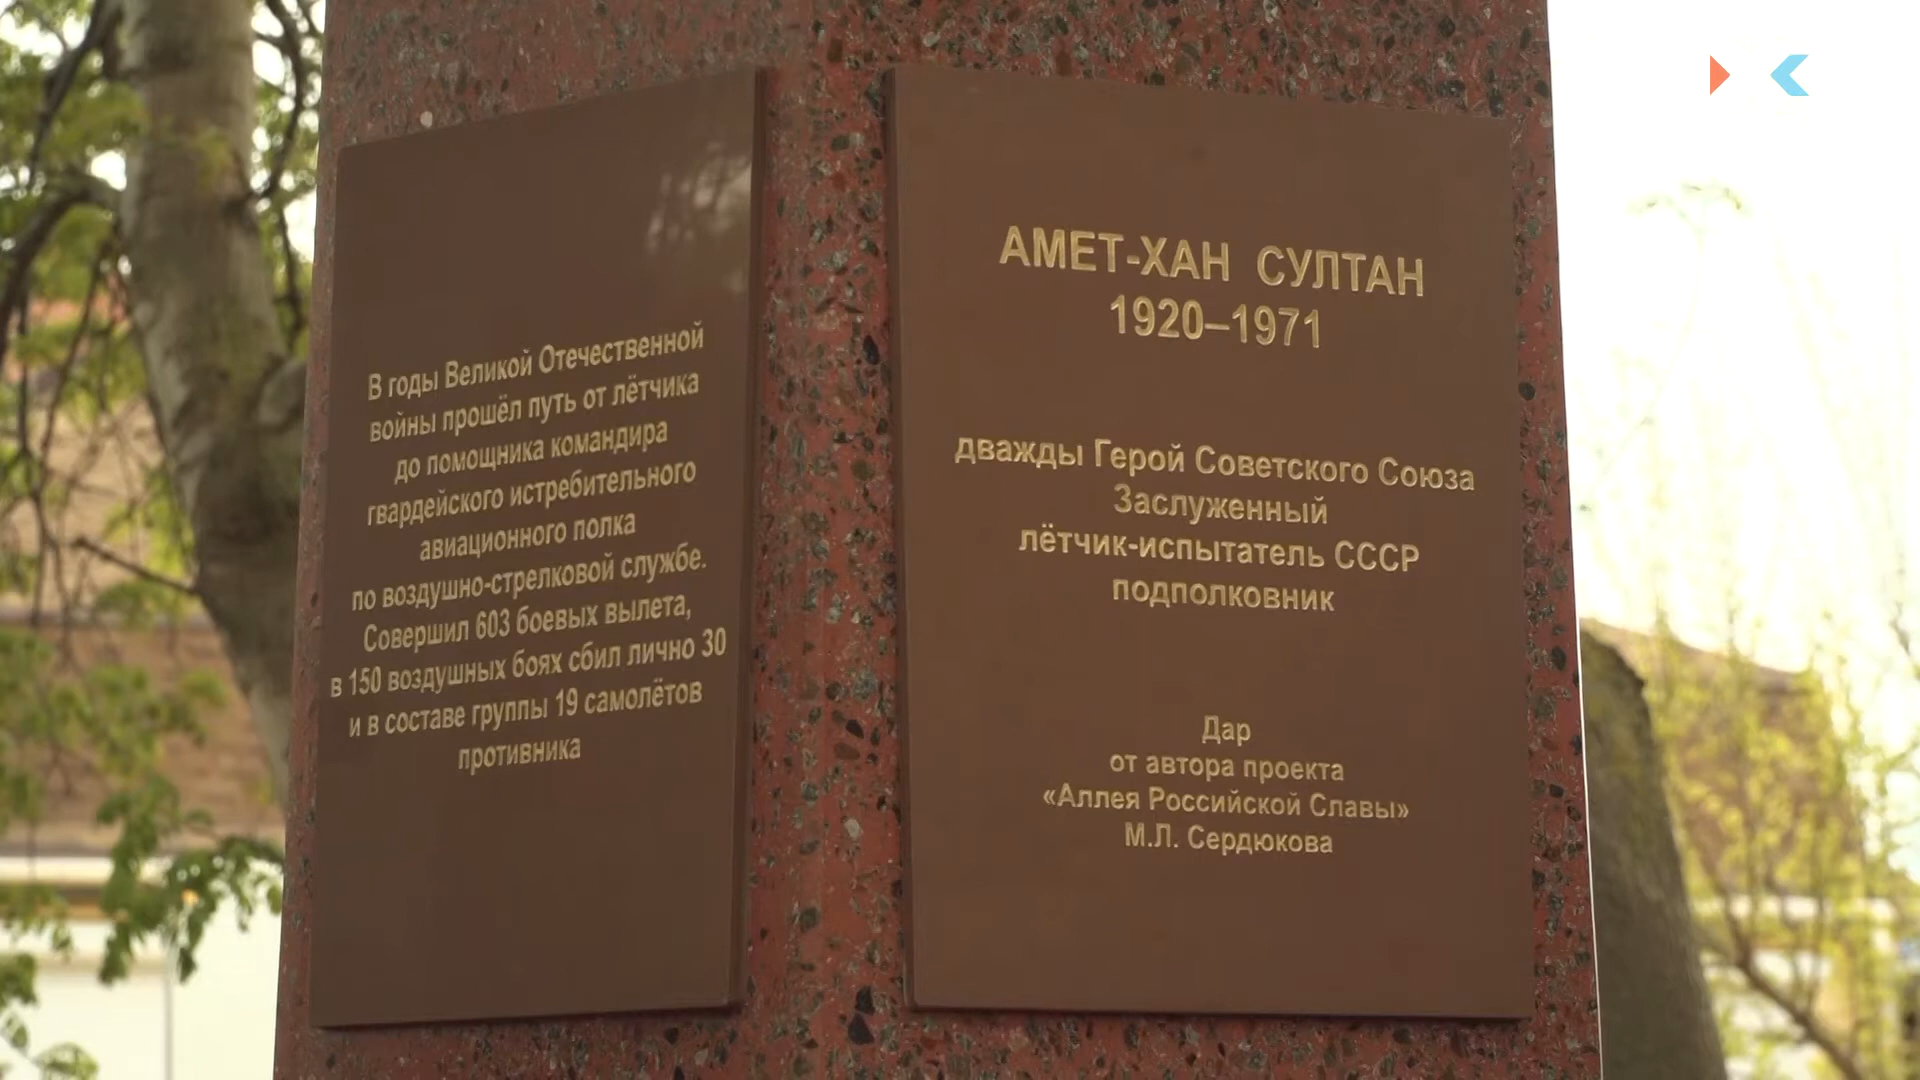 В годы Великой Отечественной
войны прошёл путь от лётчика
до помощника командира
гвардейского истребительного
авиационного полка
по воздушно-стрелковой службе.
Совершил 603 боевых вылета,
в 150 воздушных боях сбил лично 30
и в составе группы 19 самолётов
противника
АМЕТ-ХАН СУЛТАН
1920–1971
дважды Герой Советского Союза
Заслуженный
лётчик-испытатель СССР
подполковник
Дар
от автора проекта
«Аллея Российской Славы»
М.Л. Сердюкова